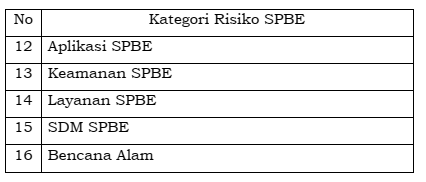 No Kategori Risiko SPBE
12 Aplikasi SPBE
13 Keamanan SPBE
14 Layanan SPBE
15 SDM SPBE
16 Bencana Alam